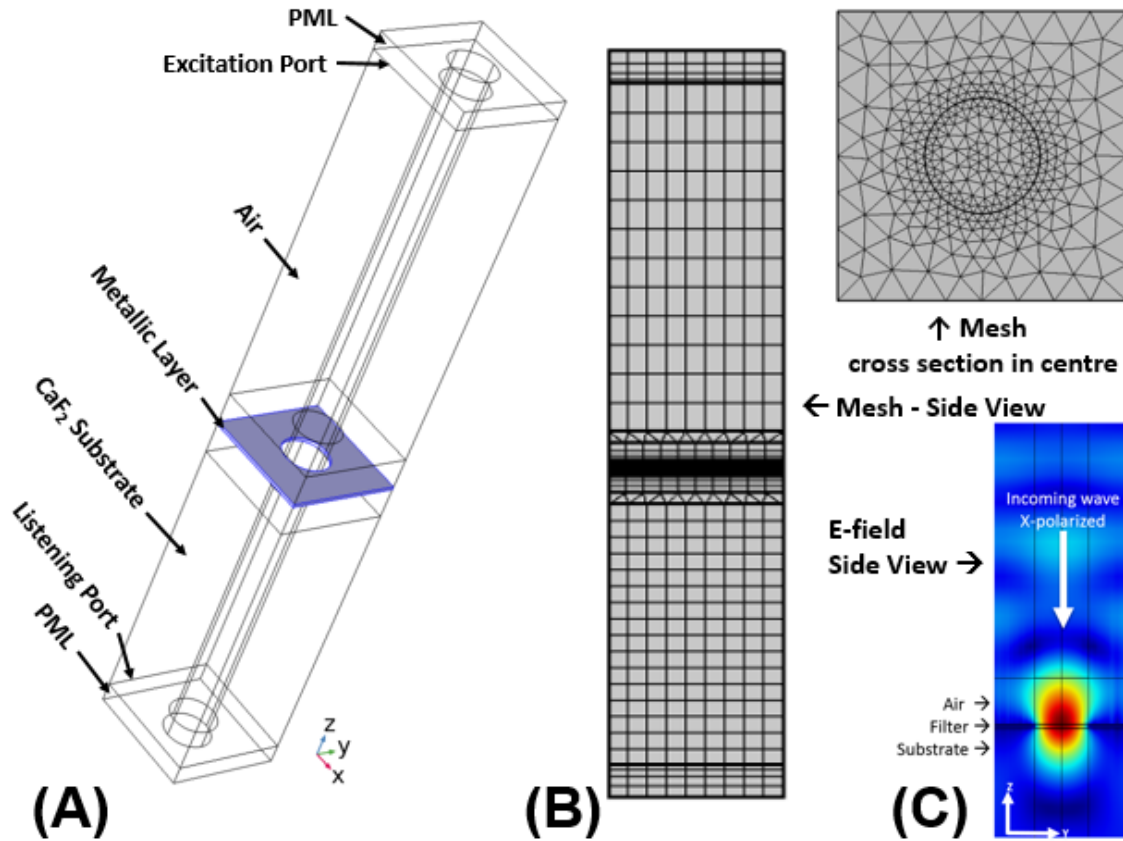 PML
Excitation Port
Air
Metallic Layer
CaF₂ Substrate
Listening Port
PML
z
y
x
(A)
(B)
↑ Mesh
cross section in centre
← Mesh - Side View
E-field
Side View →
Incoming wave
X-polarized
Air →
Filter →
Substrate →
z
Y
(C)